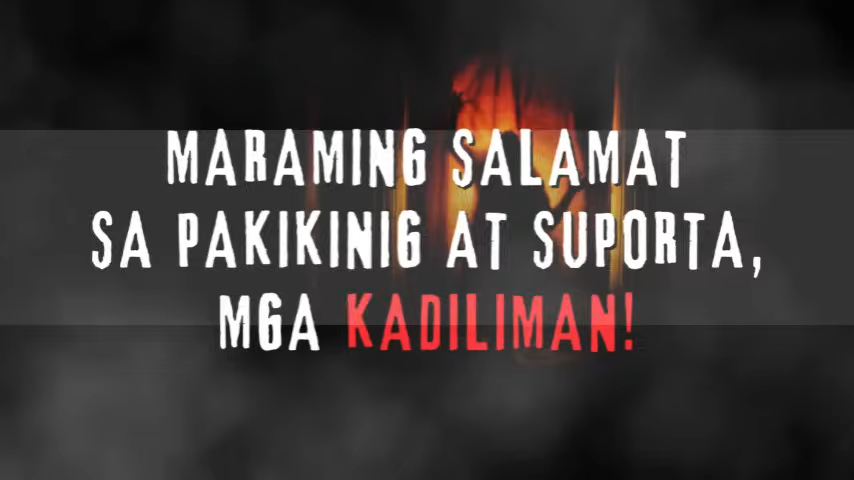 MARAMING SALAMAT
SA PAKIKINIG AT SUPORTA,
MGA KADILIMAN!